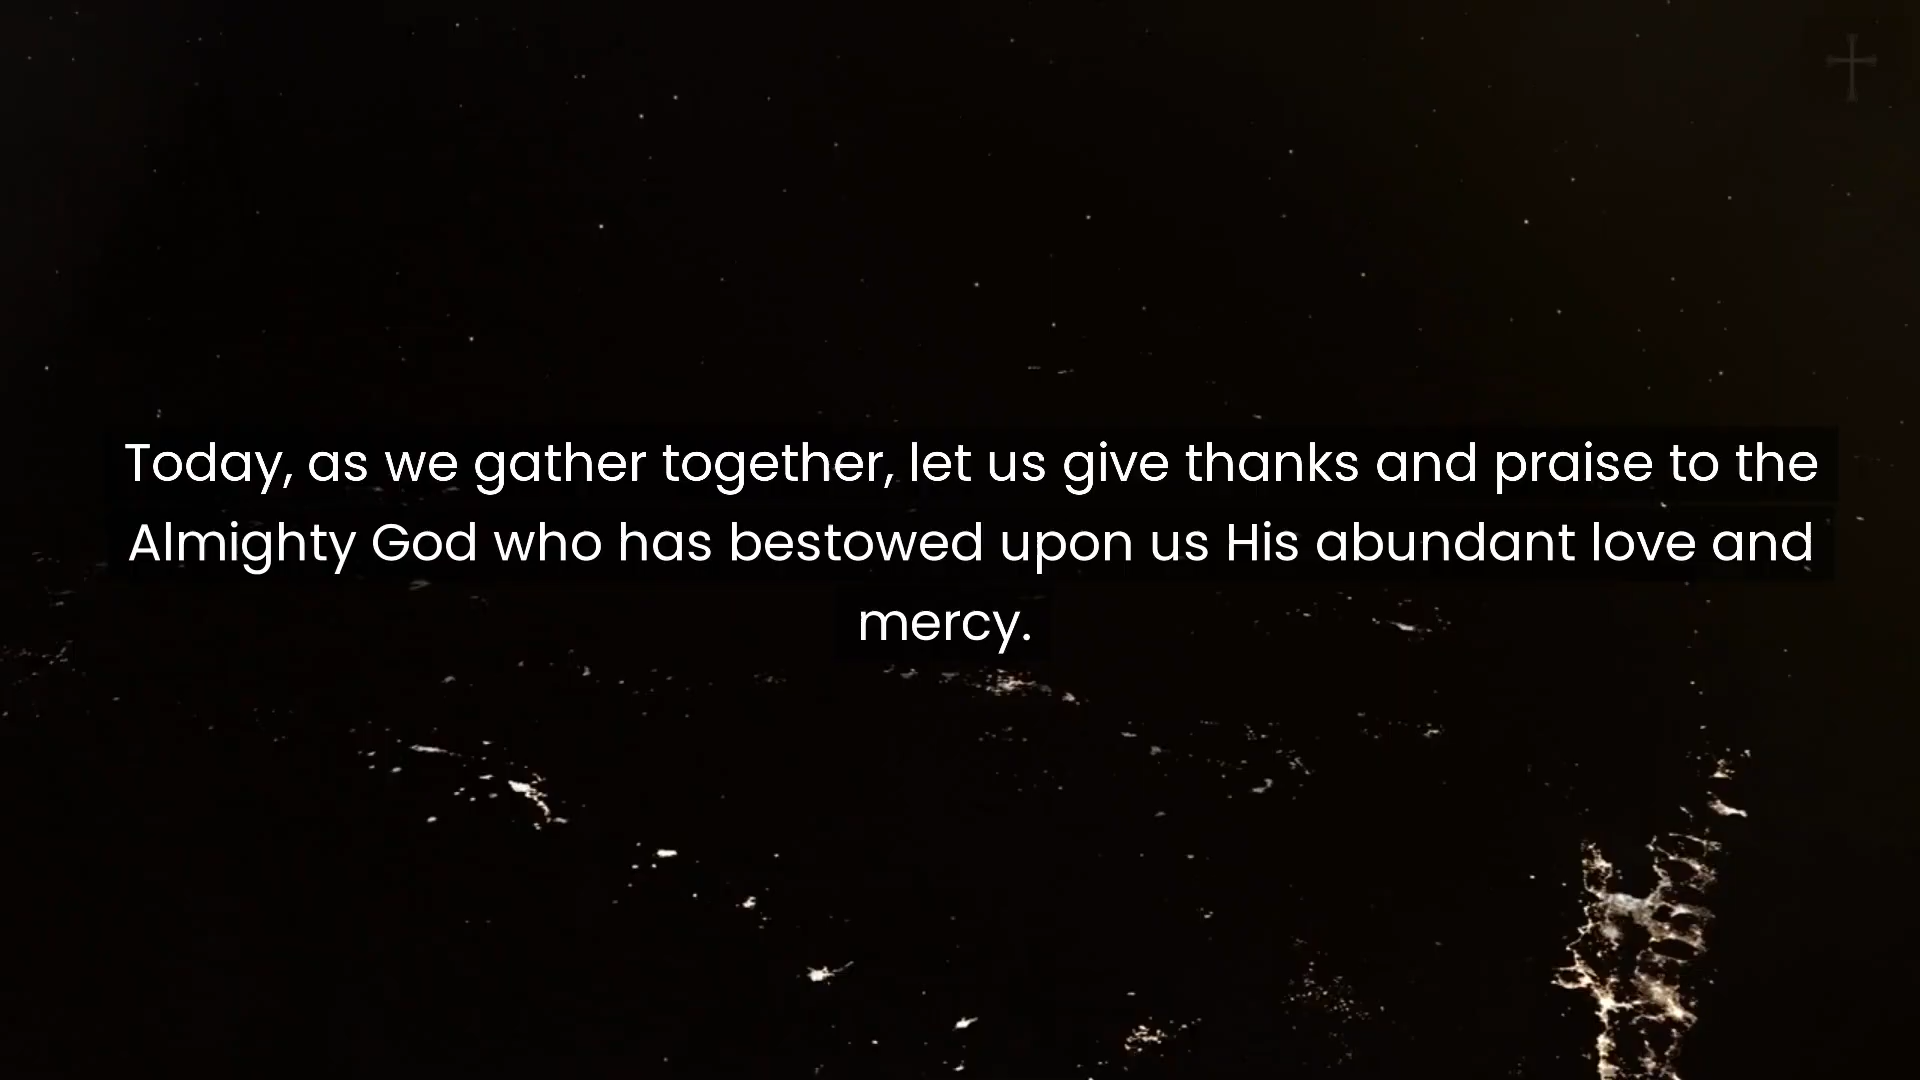 Today, as we gather together, let us give thanks and praise to the
Almighty God who has bestowed upon us His abundant love and
mercy.